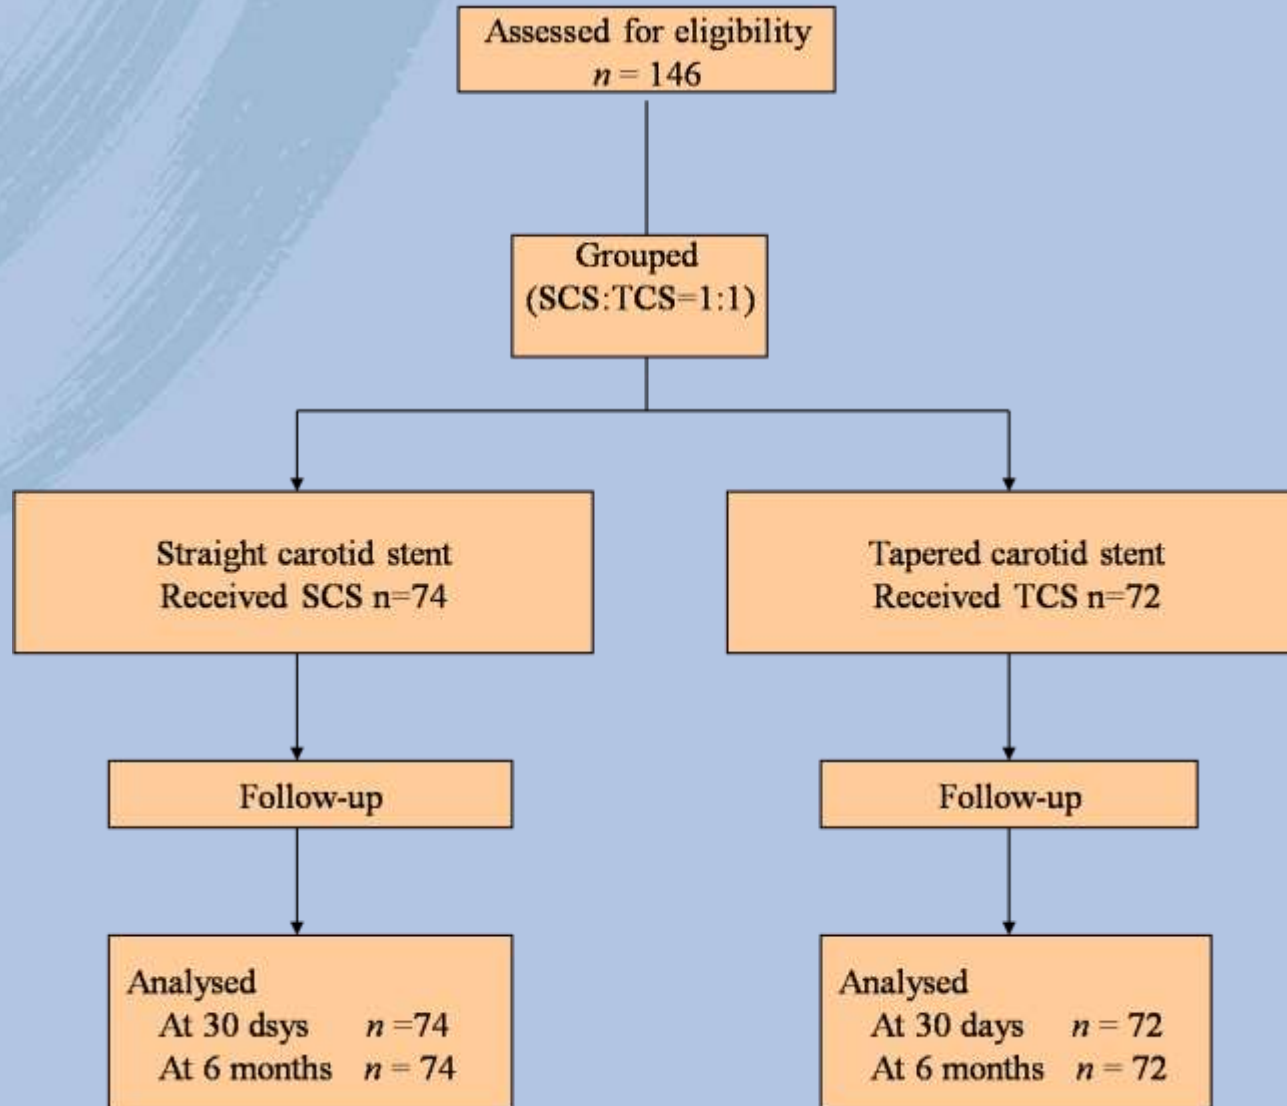 Assessed for eligibility
n = 146
Grouped
(SCS:TCS=1:1)
Straight carotid stent
Received SCS n=74
Tapered carotid stent
Received TCS n=72
Follow-up
Follow-up
Analysed
At 30 dsys n =74
At 6 months n = 74
Analysed
At 30 days n = 72
At 6 months n = 72